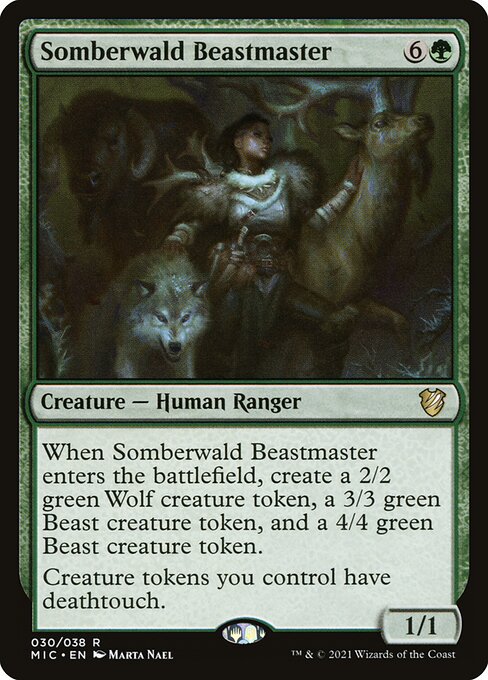 Somberwald Beastmaster 6
Creature — Human Ranger
When Somberwald Beastmaster
enters the battlefield, create a 2/2
green Wolf creature token, a 3/3 green
Beast creature token, and a 4/4 green
Beast creature token.
Creature tokens you control have
deathtouch.
1/1
030/038 R
MIC • EN Marta Nael
™ & © 2021 Wizards of the Coast